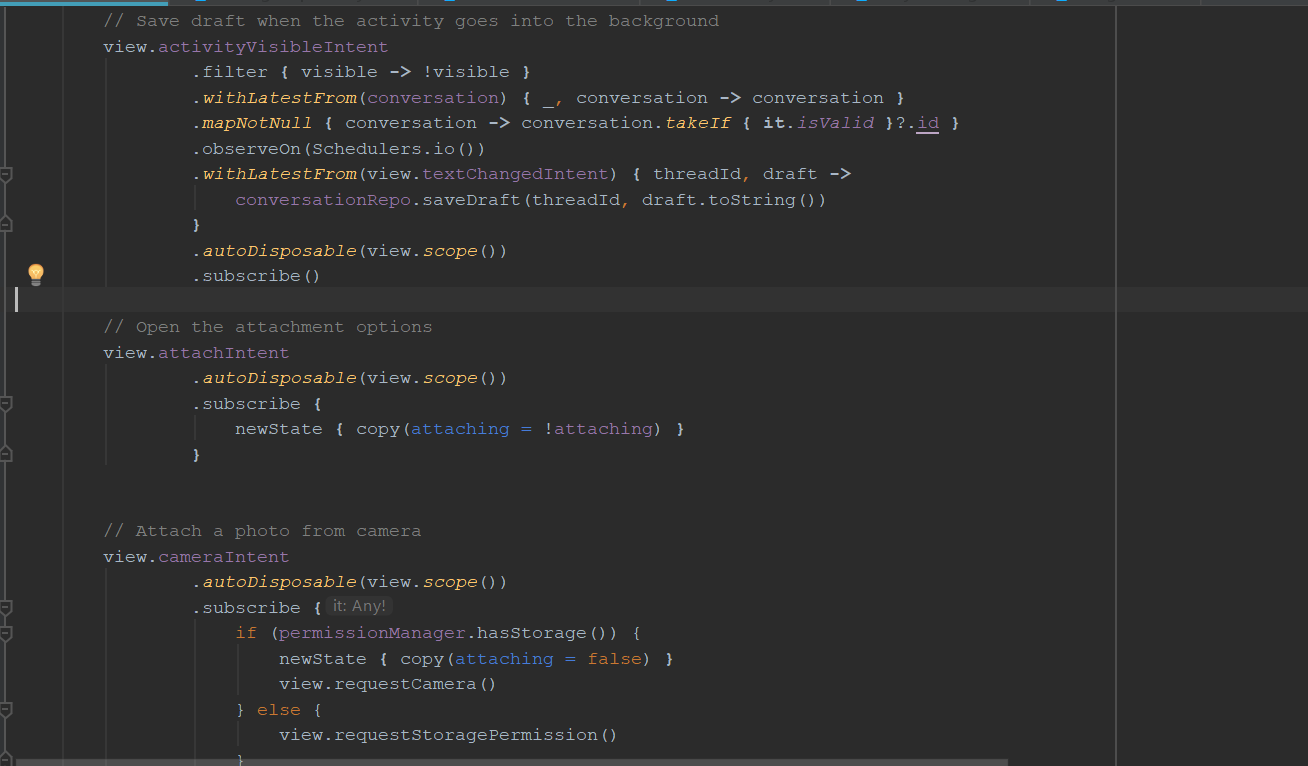 // Save draft when the activity goes into the background
view.activityVisibleIntent
.filter { visible -> !visible }
.withLatestFrom(conversation) { _, conversation -> conversation }
.mapNotNull { conversation -> conversation.takeIf { it.isValid }?.id }
.observeOn(Schedulers.io())
.withLatestFrom(view.textChangedIntent) { threadId, draft ->
conversationRepo.saveDraft(threadId, draft.toString())
}
.autoDisposable(view.scope())
.subscribe()
// Open the attachment options
view.attachIntent
.autoDisposable(view.scope())
.subscribe {
newState { copy(attaching = !attaching) }
}
// Attach a photo from camera
view.cameraIntent
.autoDisposable(view.scope())
.subscribe { it: Any!
if (permissionManager.hasStorage()) {
newState { copy(attaching = false) }
view.requestCamera()
} else {
view.requestStoragePermission()
}